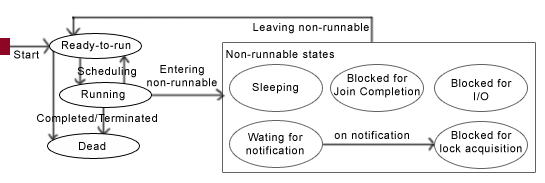 Leaving non-runnable
Ready-to-run
Start
Non-runnable states
Scheduling
Entering
non-runnable
Sleeping
Blocked for
Join Completion
Blocked for
I/O
Running
Completed/Terminated
Wating for
notification
on notification
Blocked for
lock acquisition
Dead